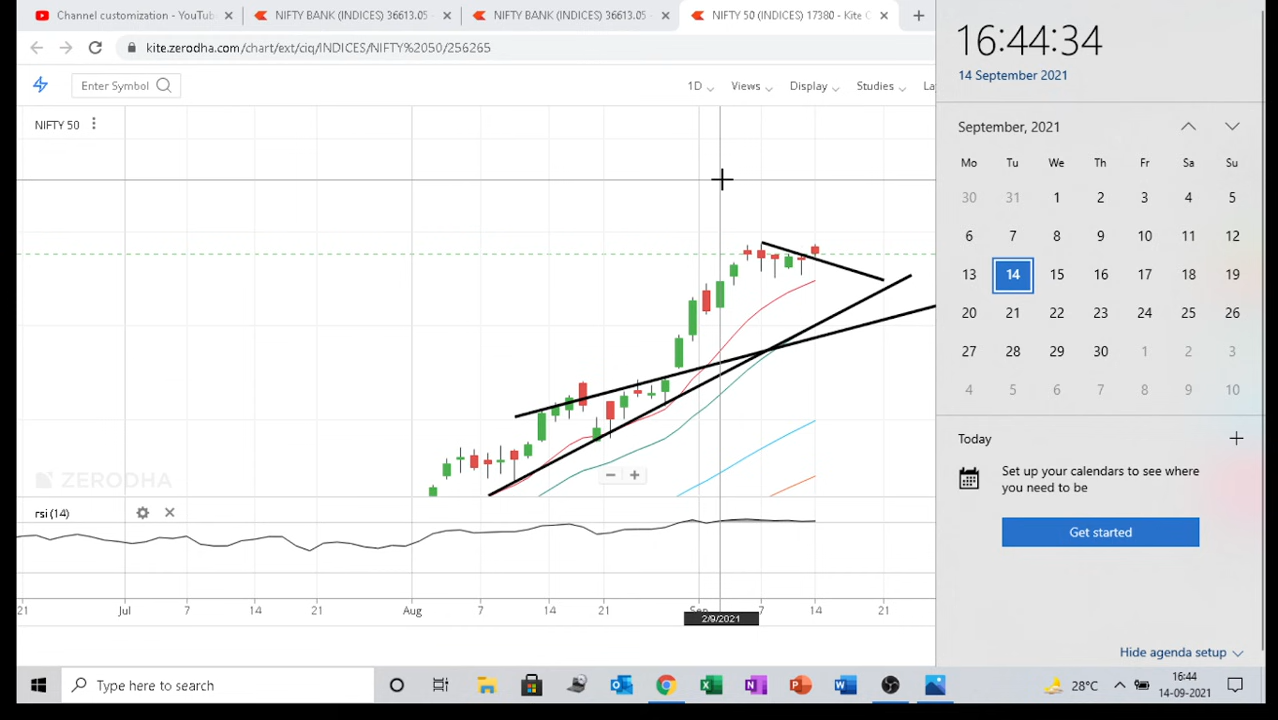 Channel customization - YouTub
NIFTY BANK (INDICES) 36613.05 -
NIFTY BANK (INDICES) 36613.05 -
NIFTY 50 (INDICES) 17380 - Kite C
kite.zerodha.com/chart/ext/ciq/INDICES/NIFTY%2050/256265
Enter Symbol
1D
Views
Display
Studies
La
NIFTY 50
ZERODHA
rsi (14)
21
Jul
7
14
21
Aug
7
14
21
Sep
7
14
21
2/9/2021
16:44:34
14 September 2021
September, 2021
Mo Tu We Th Fr Sa Su
30 31 1 2 3 4 5
6 7 8 9 10 11 12
13 14 15 16 17 18 19
20 21 22 23 24 25 26
27 28 29 30 1 2 3
4 5 6 7 8 9 10
Today
Set up your calendars to see where
you need to be
Get started
Hide agenda setup
Type here to search
28°C
16:44
14-09-2021